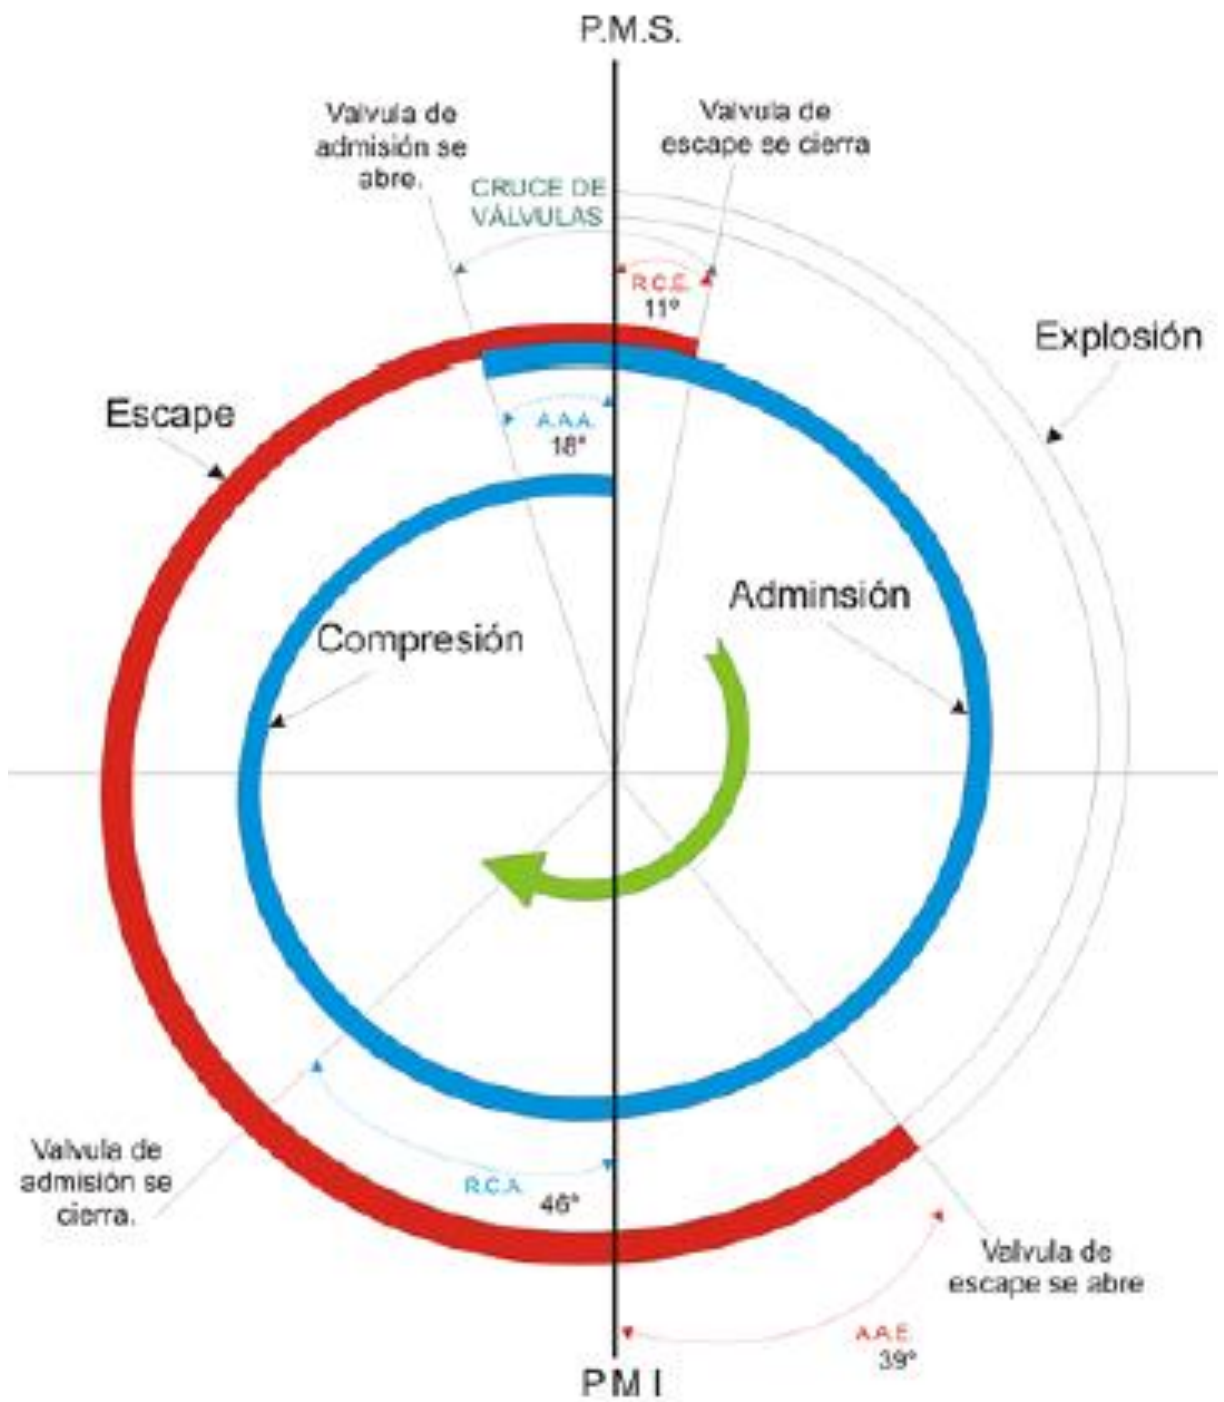 P.M.S.
Valvula de
admisión se
abre.
Valvula de
escape se cierra
CRUCE DE
VÁLVULAS
R.C.E.
11°
Explosión
Escape
A.A.A.
18°
Adminsión
Compresión
Valvula de
admisión se
cierra.
R.C.A.
46°
Valvula de
escape se abre
A.A.E.
39°
PMI